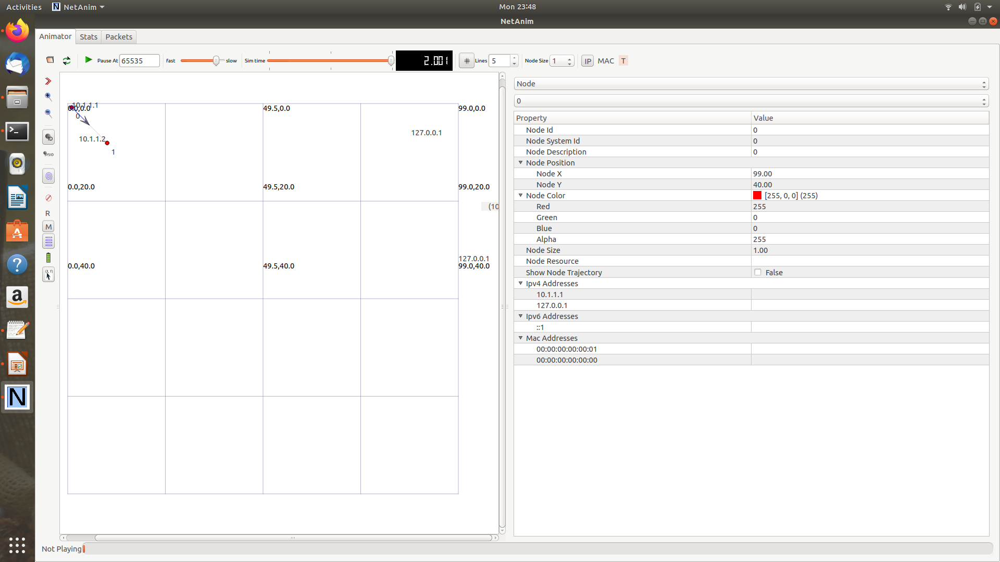 Activities NetAnim Mon 23:48
NetAnim
Animator Stats Packets
Pause At 65535 fast slow Sim time 2.001 # Lines 5 Node Size 1 IP MAC T
Node
0
Property Value
Node Id 0
Node System Id 0
Node Description 0
Node Position
Node X 99.00
Node Y 40.00
Node Color [255, 0, 0] (255)
Red 255
Green 0
Blue 0
Alpha 255
Node Size 1.00
Node Resource
Show Node Trajectory False
Ipv4 Addresses
10.1.1.1
127.0.0.1
Ipv6 Addresses
::1
Mac Addresses
00:00:00:00:00:01
00:00:00:00:00:00
10.1.1.1
0.0,0.0 49.5,0.0 99.0,0.0
0
127.0.0.1
10.1.1.2
1
0.0,20.0 49.5,20.0 99.0,20.0
(10
127.0.0.1
0.0,40.0 49.5,40.0 99.0,40.0
ID
SYSID
R
M
(X, Y)
Not Playing